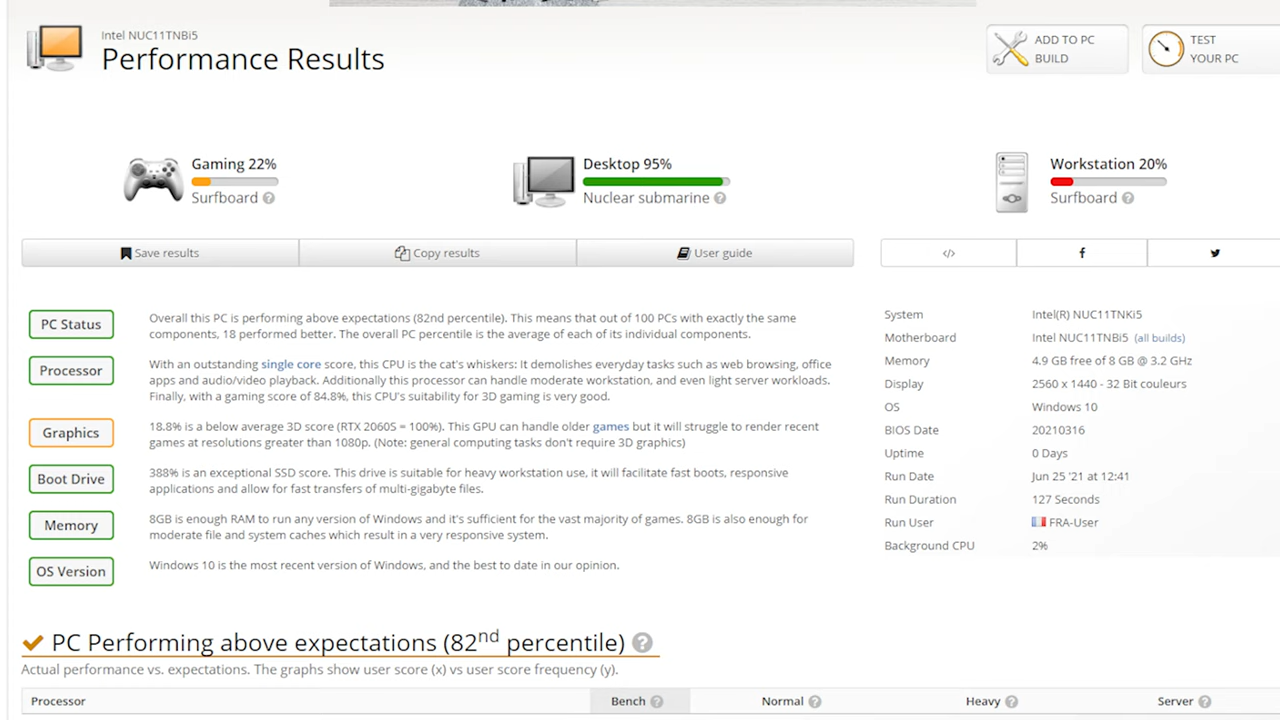 Intel NUC11TNBi5
Performance Results
ADD TO PC
BUILD
TEST
YOUR PC
Gaming 22%
Surfboard
Desktop 95%
Nuclear submarine
Workstation 20%
Surfboard
Save results
Copy results
User guide
PC Status
Overall this PC is performing above expectations (82nd percentile). This means that out of 100 PCs with exactly the same
components, 18 performed better. The overall PC percentile is the average of each of its individual components.
Processor
With an outstanding single core score, this CPU is the cat's whiskers: It demolishes everyday tasks such as web browsing, office
apps and audio/video playback. Additionally this processor can handle moderate workstation, and even light server workloads.
Finally, with a gaming score of 84.8%, this CPU's suitability for 3D gaming is very good.
Graphics
18.8% is a below average 3D score (RTX 2060S = 100%). This GPU can handle older games but it will struggle to render recent
games at resolutions greater than 1080p. (Note: general computing tasks don't require 3D graphics)
Boot Drive
388% is an exceptional SSD score. This drive is suitable for heavy workstation use, it will facilitate fast boots, responsive
applications and allow for fast transfers of multi-gigabyte files.
Memory
8GB is enough RAM to run any version of Windows and it's sufficient for the vast majority of games. 8GB is also enough for
moderate file and system caches which result in a very responsive system.
OS Version
Windows 10 is the most recent version of Windows, and the best to date in our opinion.
System Intel(R) NUC11TNKi5
Motherboard Intel NUC11TNBi5 (all builds)
Memory 4.9 GB free of 8 GB @ 3.2 GHz
Display 2560 x 1440 - 32 Bit couleurs
OS Windows 10
BIOS Date 20210316
Uptime 0 Days
Run Date Jun 25 '21 at 12:41
Run Duration 127 Seconds
Run User FRA-User
Background CPU 2%
PC Performing above expectations (82nd percentile)
Actual performance vs. expectations. The graphs show user score (x) vs user score frequency (y).
Processor Bench Normal Heavy Server